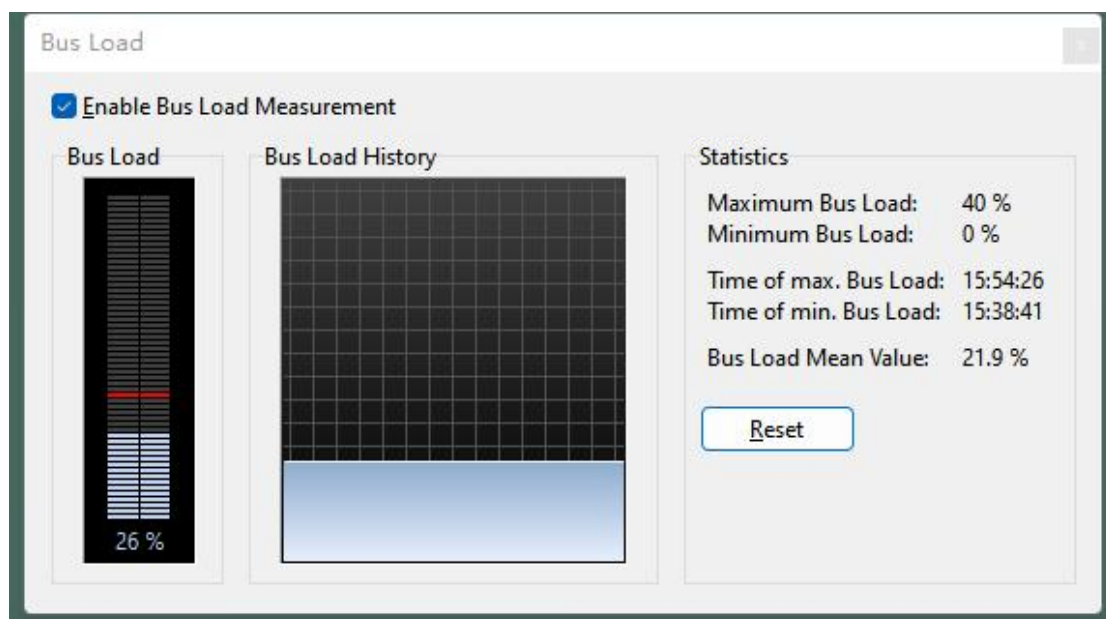 Bus Load
Enable Bus Load Measurement
Bus Load
26 %
Bus Load History
Statistics
Maximum Bus Load: 40 %
Minimum Bus Load: 0 %
Time of max. Bus Load: 15:54:26
Time of min. Bus Load: 15:38:41
Bus Load Mean Value: 21.9 %
Reset